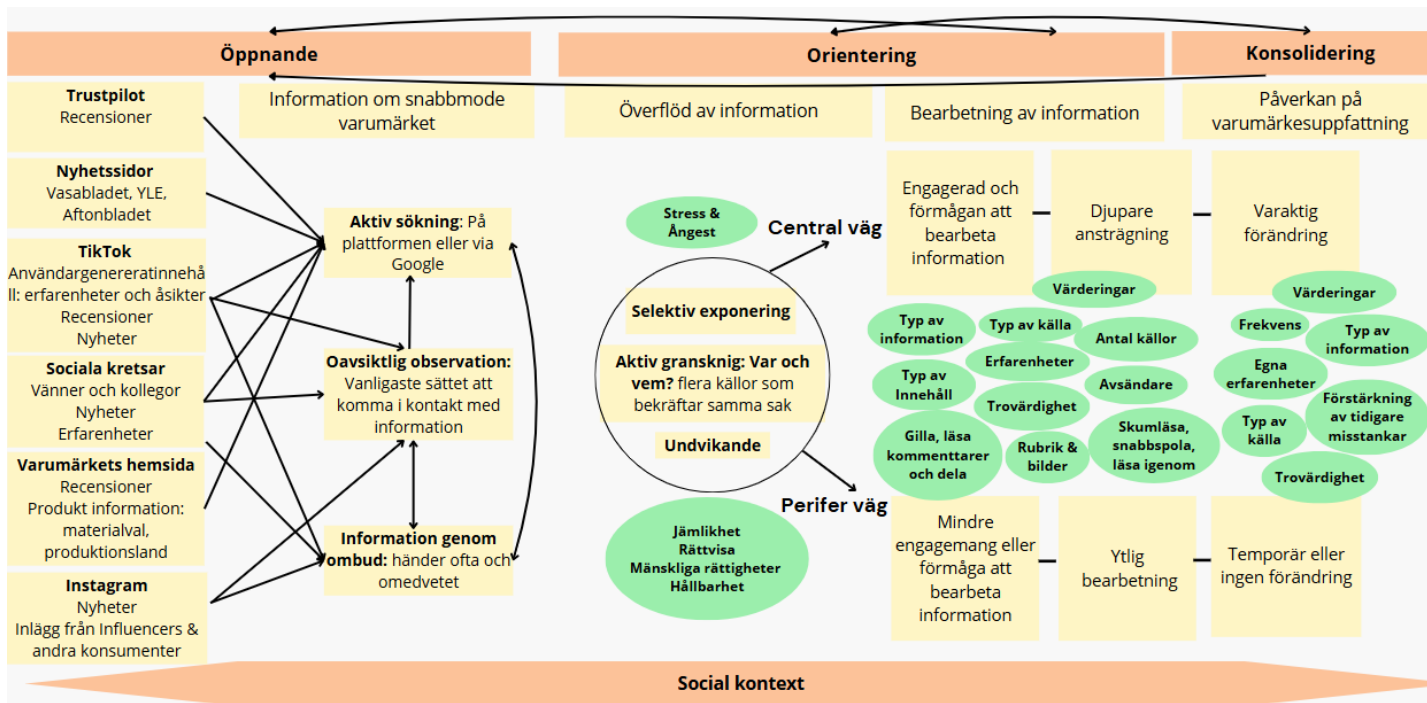 Öppnande
Orientering
Konsolidering
Trustpilot
Recensioner
Nyhetssidor
Vasabladet, YLE,
Aftonbladet
TikTok
Användargenereratinnehå
ll: erfarenheter och åsikter
Recensioner
Nyheter
Sociala kretsar
Vänner och kollegor
Nyheter
Erfarenheter
Varumärkets hemsida
Recensioner
Produkt information:
materialval,
produktionsland
Instagram
Nyheter
Inlägg från Influencers &
andra konsumenter
Information om snabbmode
varumärket
Aktiv sökning: På
plattformen eller via
Google
Oavsiktlig observation:
Vanligaste sättet att
komma i kontakt med
information
Information genom
ombud: händer ofta och
omedvetet
Överflöd av information
Stress &
Ångest
Selektiv exponering
Aktiv gransknig: Var och
vem? flera källor som
bekräftar samma sak
Undvikande
Jämlikhet
Rättvisa
Mänskliga rättigheter
Hållbarhet
Central väg
Perifer väg
Bearbetning av information
Engagerad och
förmågan att
bearbeta
information
Djupare
ansträgning
Värderingar
Typ av
information
Typ av källa
Antal källor
Erfarenheter
Typ av
Innehåll
Avsändare
Trovärdighet
Gilla, läsa
kommenttarer
och dela
Rubrik &
bilder
Skumläsa,
snabbspola,
läsa igenom
Mindre
engagemang eller
förmåga att
bearbeta
information
Ytlig
bearbetning
Påverkan på
varumärkesuppfattning
Varaktig
förändring
Värderingar
Frekvens
Typ av
information
Egna
erfarenheter
Förstärkning
av tidigare
misstankar
Typ av
källa
Trovärdighet
Temporär eller
ingen förändring
Social kontext